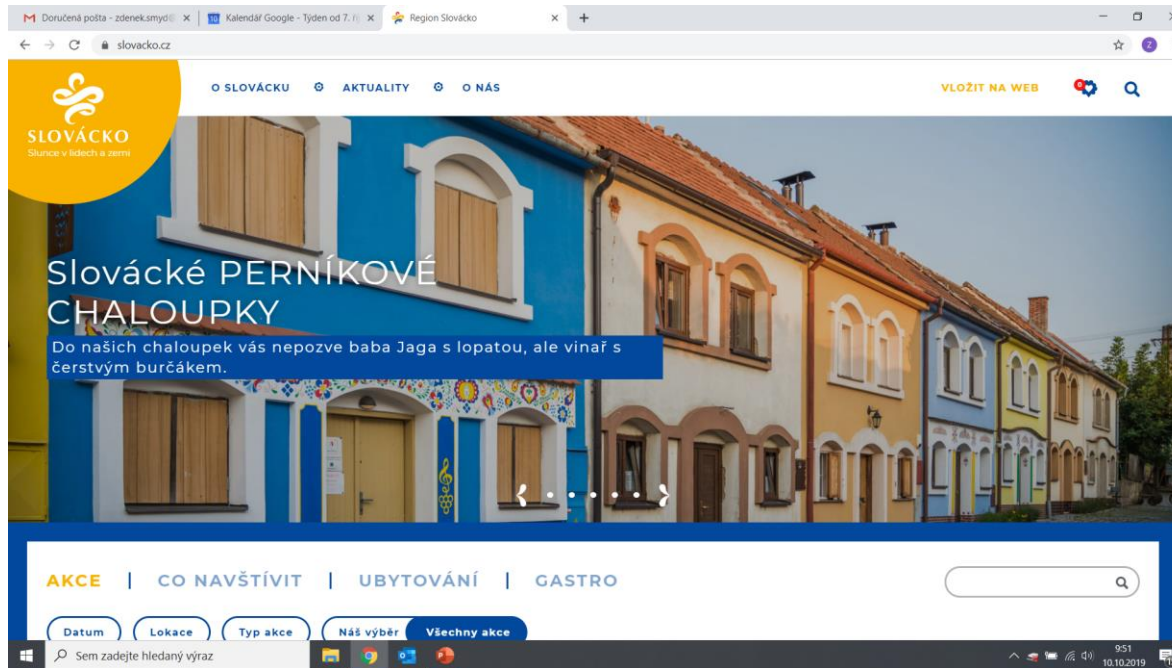 Doručená pošta - zdenek.smyd
Kalendář Google - Týden od 7. ří
Region Slovácko
slovacko.cz
Z
SLOVÁCKO
Slunce v lidech a zemi
O SLOVÁCKU
AKTUALITY
O NÁS
VLOŽIT NA WEB
0
Slovácké PERNÍKOVÉ
CHALOUPKY
Do našich chaloupek vás nepozve baba Jaga s lopatou, ale vinař s
čerstvým burčákem.
AKCE | CO NAVŠTÍVIT | UBYTOVÁNÍ | GASTRO
Datum
Lokace
Typ akce
Náš výběr
Všechny akce
Sem zadejte hledaný výraz
9:51
10.10.2019